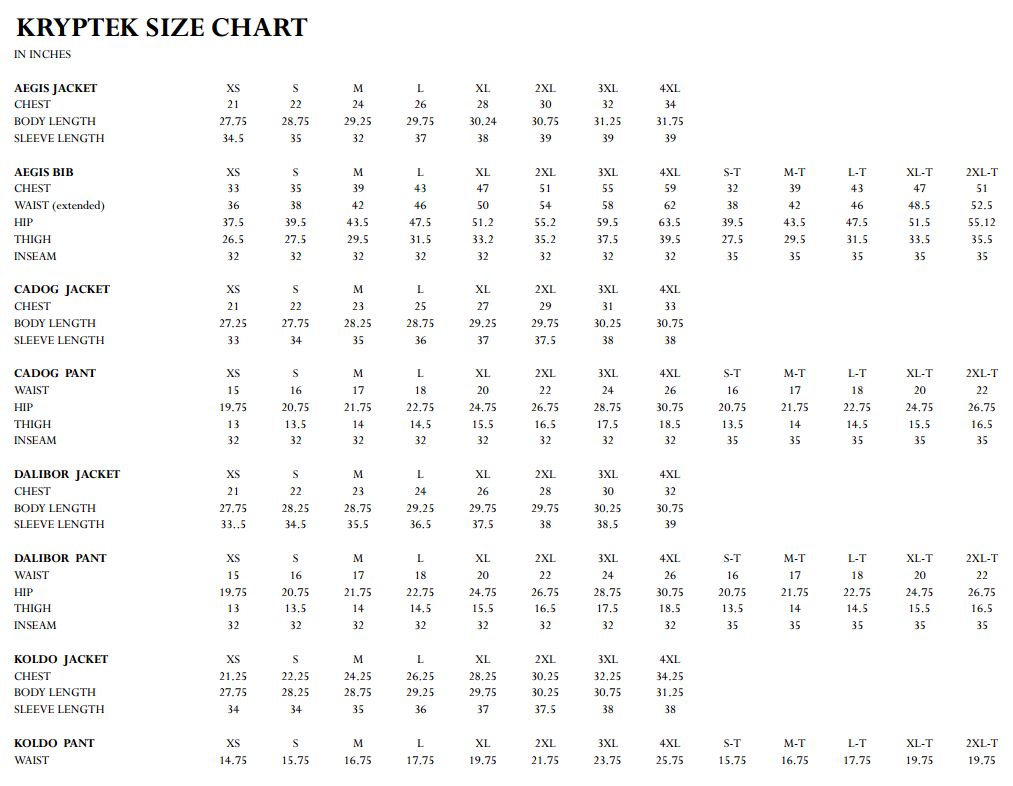 KRYPTEK SIZE CHART
IN INCHES
AEGIS JACKET XS S M L XL 2XL 3XL 4XL
CHEST 21 22 24 26 28 30 32 34
BODY LENGTH 27.75 28.75 29.25 29.75 30.24 30.75 31.25 31.75
SLEEVE LENGTH 34.5 35 32 37 38 39 39 39
AEGIS BIB XS S M L XL 2XL 3XL 4XL S-T M-T L-T XL-T 2XL-T
CHEST 33 35 39 43 47 51 55 59 32 39 43 47 51
WAIST (extended) 36 38 42 46 50 54 58 62 38 42 46 48.5 52.5
HIP 37.5 39.5 43.5 47.5 51.2 55.2 59.5 63.5 39.5 43.5 47.5 51.5 55.12
THIGH 26.5 27.5 29.5 31.5 33.2 35.2 37.5 39.5 27.5 29.5 31.5 33.5 35.5
INSEAM 32 32 32 32 32 32 32 32 35 35 35 35 35
CADOG JACKET XS S M L XL 2XL 3XL 4XL
CHEST 21 22 23 25 27 29 31 33
BODY LENGTH 27.25 27.75 28.25 28.75 29.25 29.75 30.25 30.75
SLEEVE LENGTH 33 34 35 36 37 37.5 38 38
CADOG PANT XS S M L XL 2XL 3XL 4XL S-T M-T L-T XL-T 2XL-T
WAIST 15 16 17 18 20 22 24 26 16 17 18 20 22
HIP 19.75 20.75 21.75 22.75 24.75 26.75 28.75 30.75 20.75 21.75 22.75 24.75 26.75
THIGH 13 13.5 14 14.5 15.5 16.5 17.5 18.5 13.5 14 14.5 15.5 16.5
INSEAM 32 32 32 32 32 32 32 32 35 35 35 35 35
DALIBOR JACKET XS S M L XL 2XL 3XL 4XL
CHEST 21 22 23 24 26 28 30 32
BODY LENGTH 27.75 28.25 28.75 29.25 29.75 29.75 30.25 30.75
SLEEVE LENGTH 33..5 34.5 35.5 36.5 37.5 38 38.5 39
DALIBOR PANT XS S M L XL 2XL 3XL 4XL S-T M-T L-T XL-T 2XL-T
WAIST 15 16 17 18 20 22 24 26 16 17 18 20 22
HIP 19.75 20.75 21.75 22.75 24.75 26.75 28.75 30.75 20.75 21.75 22.75 24.75 26.75
THIGH 13 13.5 14 14.5 15.5 16.5 17.5 18.5 13.5 14 14.5 15.5 16.5
INSEAM 32 32 32 32 32 32 32 32 35 35 35 35 35
KOLDO JACKET XS S M L XL 2XL 3XL 4XL
CHEST 21.25 22.25 24.25 26.25 28.25 30.25 32.25 34.25
BODY LENGTH 27.75 28.25 28.75 29.25 29.75 30.25 30.75 31.25
SLEEVE LENGTH 34 34 35 36 37 37.5 38 38
KOLDO PANT XS S M L XL 2XL 3XL 4XL S-T M-T L-T XL-T 2XL-T
WAIST 14.75 15.75 16.75 17.75 19.75 21.75 23.75 25.75 15.75 16.75 17.75 19.75 19.75